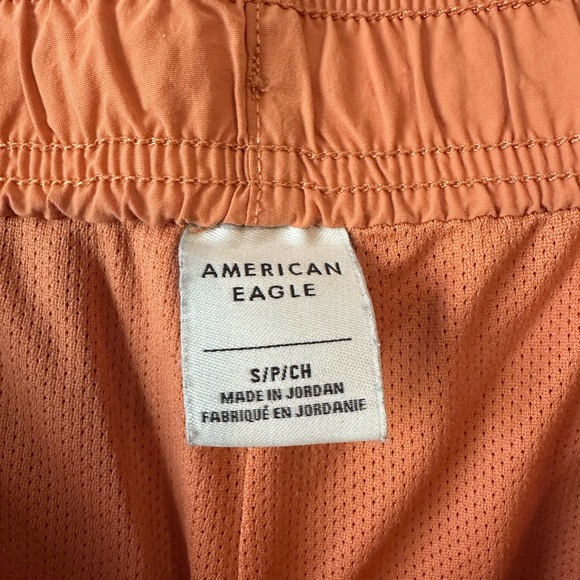 AMERICAN
EAGLE
S/P/CH
MADE IN JORDAN
FABRIQUÉ EN JORDANIE